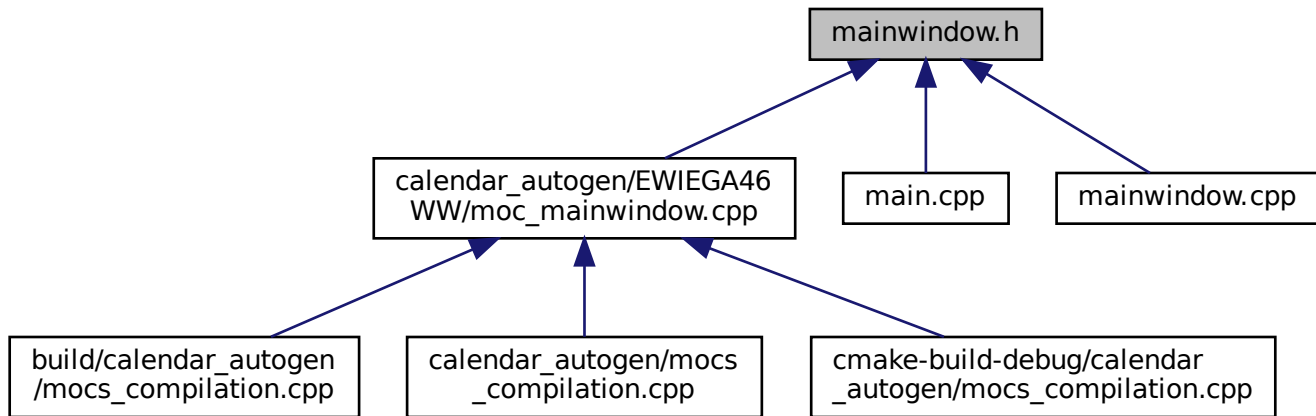 mainwindow.h
calendar_autogen/EWIEGA46
WW/moc_mainwindow.cpp
main.cpp
mainwindow.cpp
build/calendar_autogen
/mocs_compilation.cpp
calendar_autogen/mocs
_compilation.cpp
cmake-build-debug/calendar
_autogen/mocs_compilation.cpp